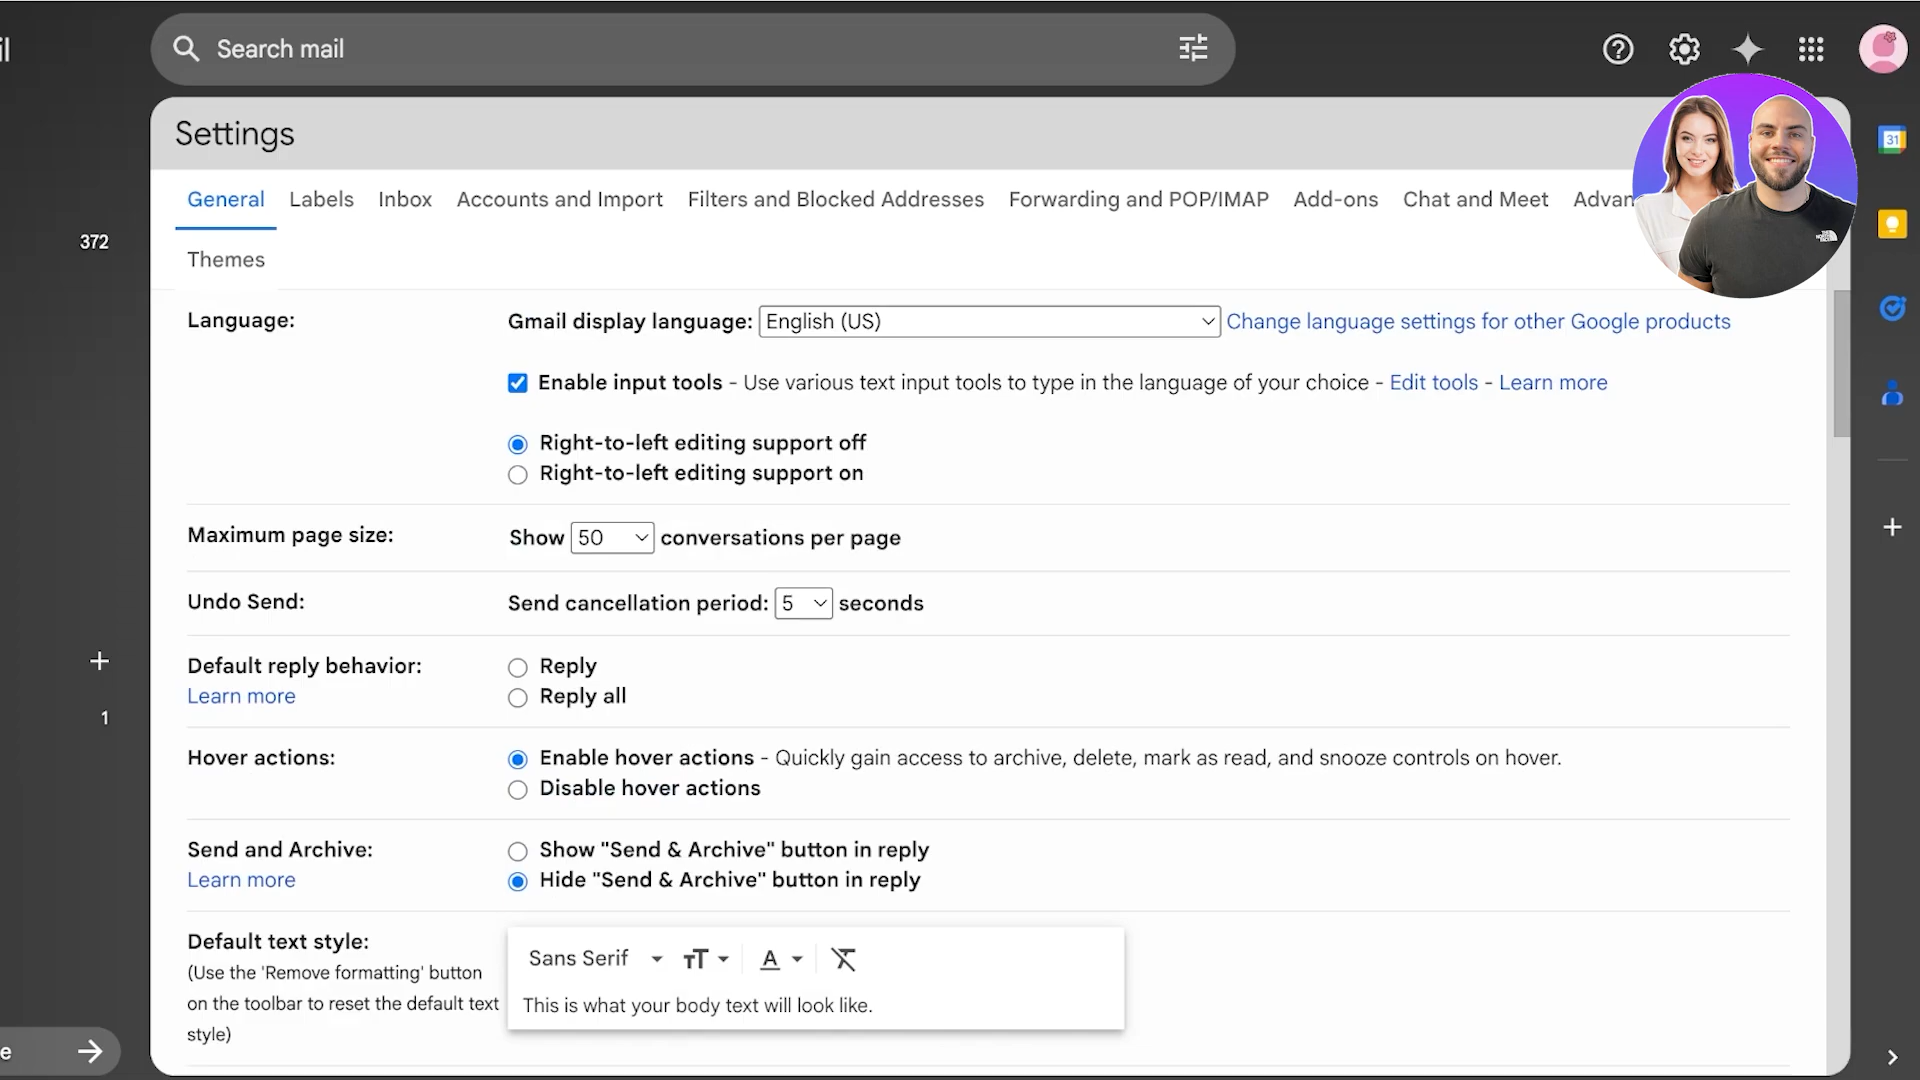 il
Search mail
Settings
General Labels Inbox Accounts and Import Filters and Blocked Addresses Forwarding and POP/IMAP Add-ons Chat and Meet Advan
Themes
372
Language:
Gmail display language: English (US) Change language settings for other Google products
Enable input tools - Use various text input tools to type in the language of your choice - Edit tools - Learn more
Right-to-left editing support off
Right-to-left editing support on
Maximum page size:
Show 50 conversations per page
Undo Send:
Send cancellation period: 5 seconds
Default reply behavior:
Learn more
Reply
Reply all
1
Hover actions:
Enable hover actions - Quickly gain access to archive, delete, mark as read, and snooze controls on hover.
Disable hover actions
Send and Archive:
Learn more
Show "Send & Archive" button in reply
Hide "Send & Archive" button in reply
Default text style:
(Use the 'Remove formatting' button
on the toolbar to reset the default text
style)
Sans Serif
This is what your body text will look like.
e
31